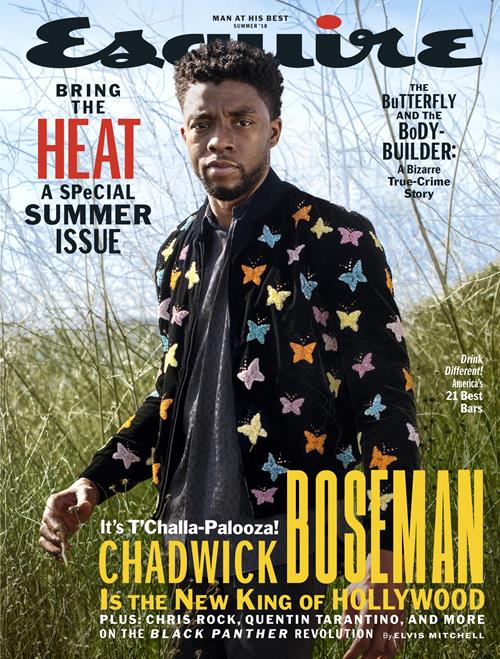 MAN AT HIS BEST
SUMMER '18
Esquire
BRING
THE
HEAT
A SPeCIAL
SUMMER
ISSUE
THE
BuTTERFLY
AND THe
BoDY-
BUILDER:
A Bizarre
True-Crime
Story
Drink
Different!
America's
21 Best
Bars
It's T'Challa-Palooza!
CHADWICK BOSEMAN
IS THE NEW KING OF HOLLYWOOD
PLUS: CHRIS ROCK, QUENTIN TARANTINO, AND MORE
ON THE BLACK PANTHER REVOLUTION By ELVIS MITCHELL